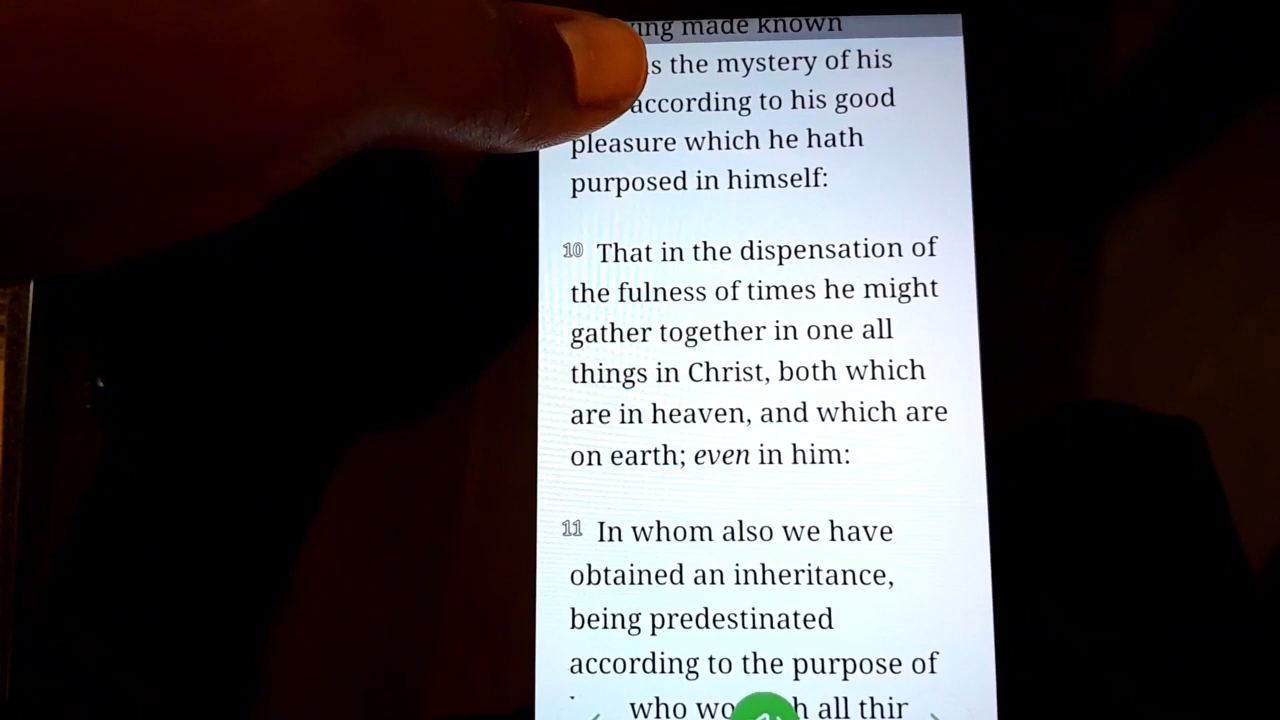 made known
the mystery of his
according to his good
pleasure which he hath
purposed in himself:
10 That in the dispensation of
the fulness of times he might
gather together in one all
things in Christ, both which
are in heaven, and which are
on earth; even in him:
11 In whom also we have
obtained an inheritance,
being predestinated
according to the purpose of
who all